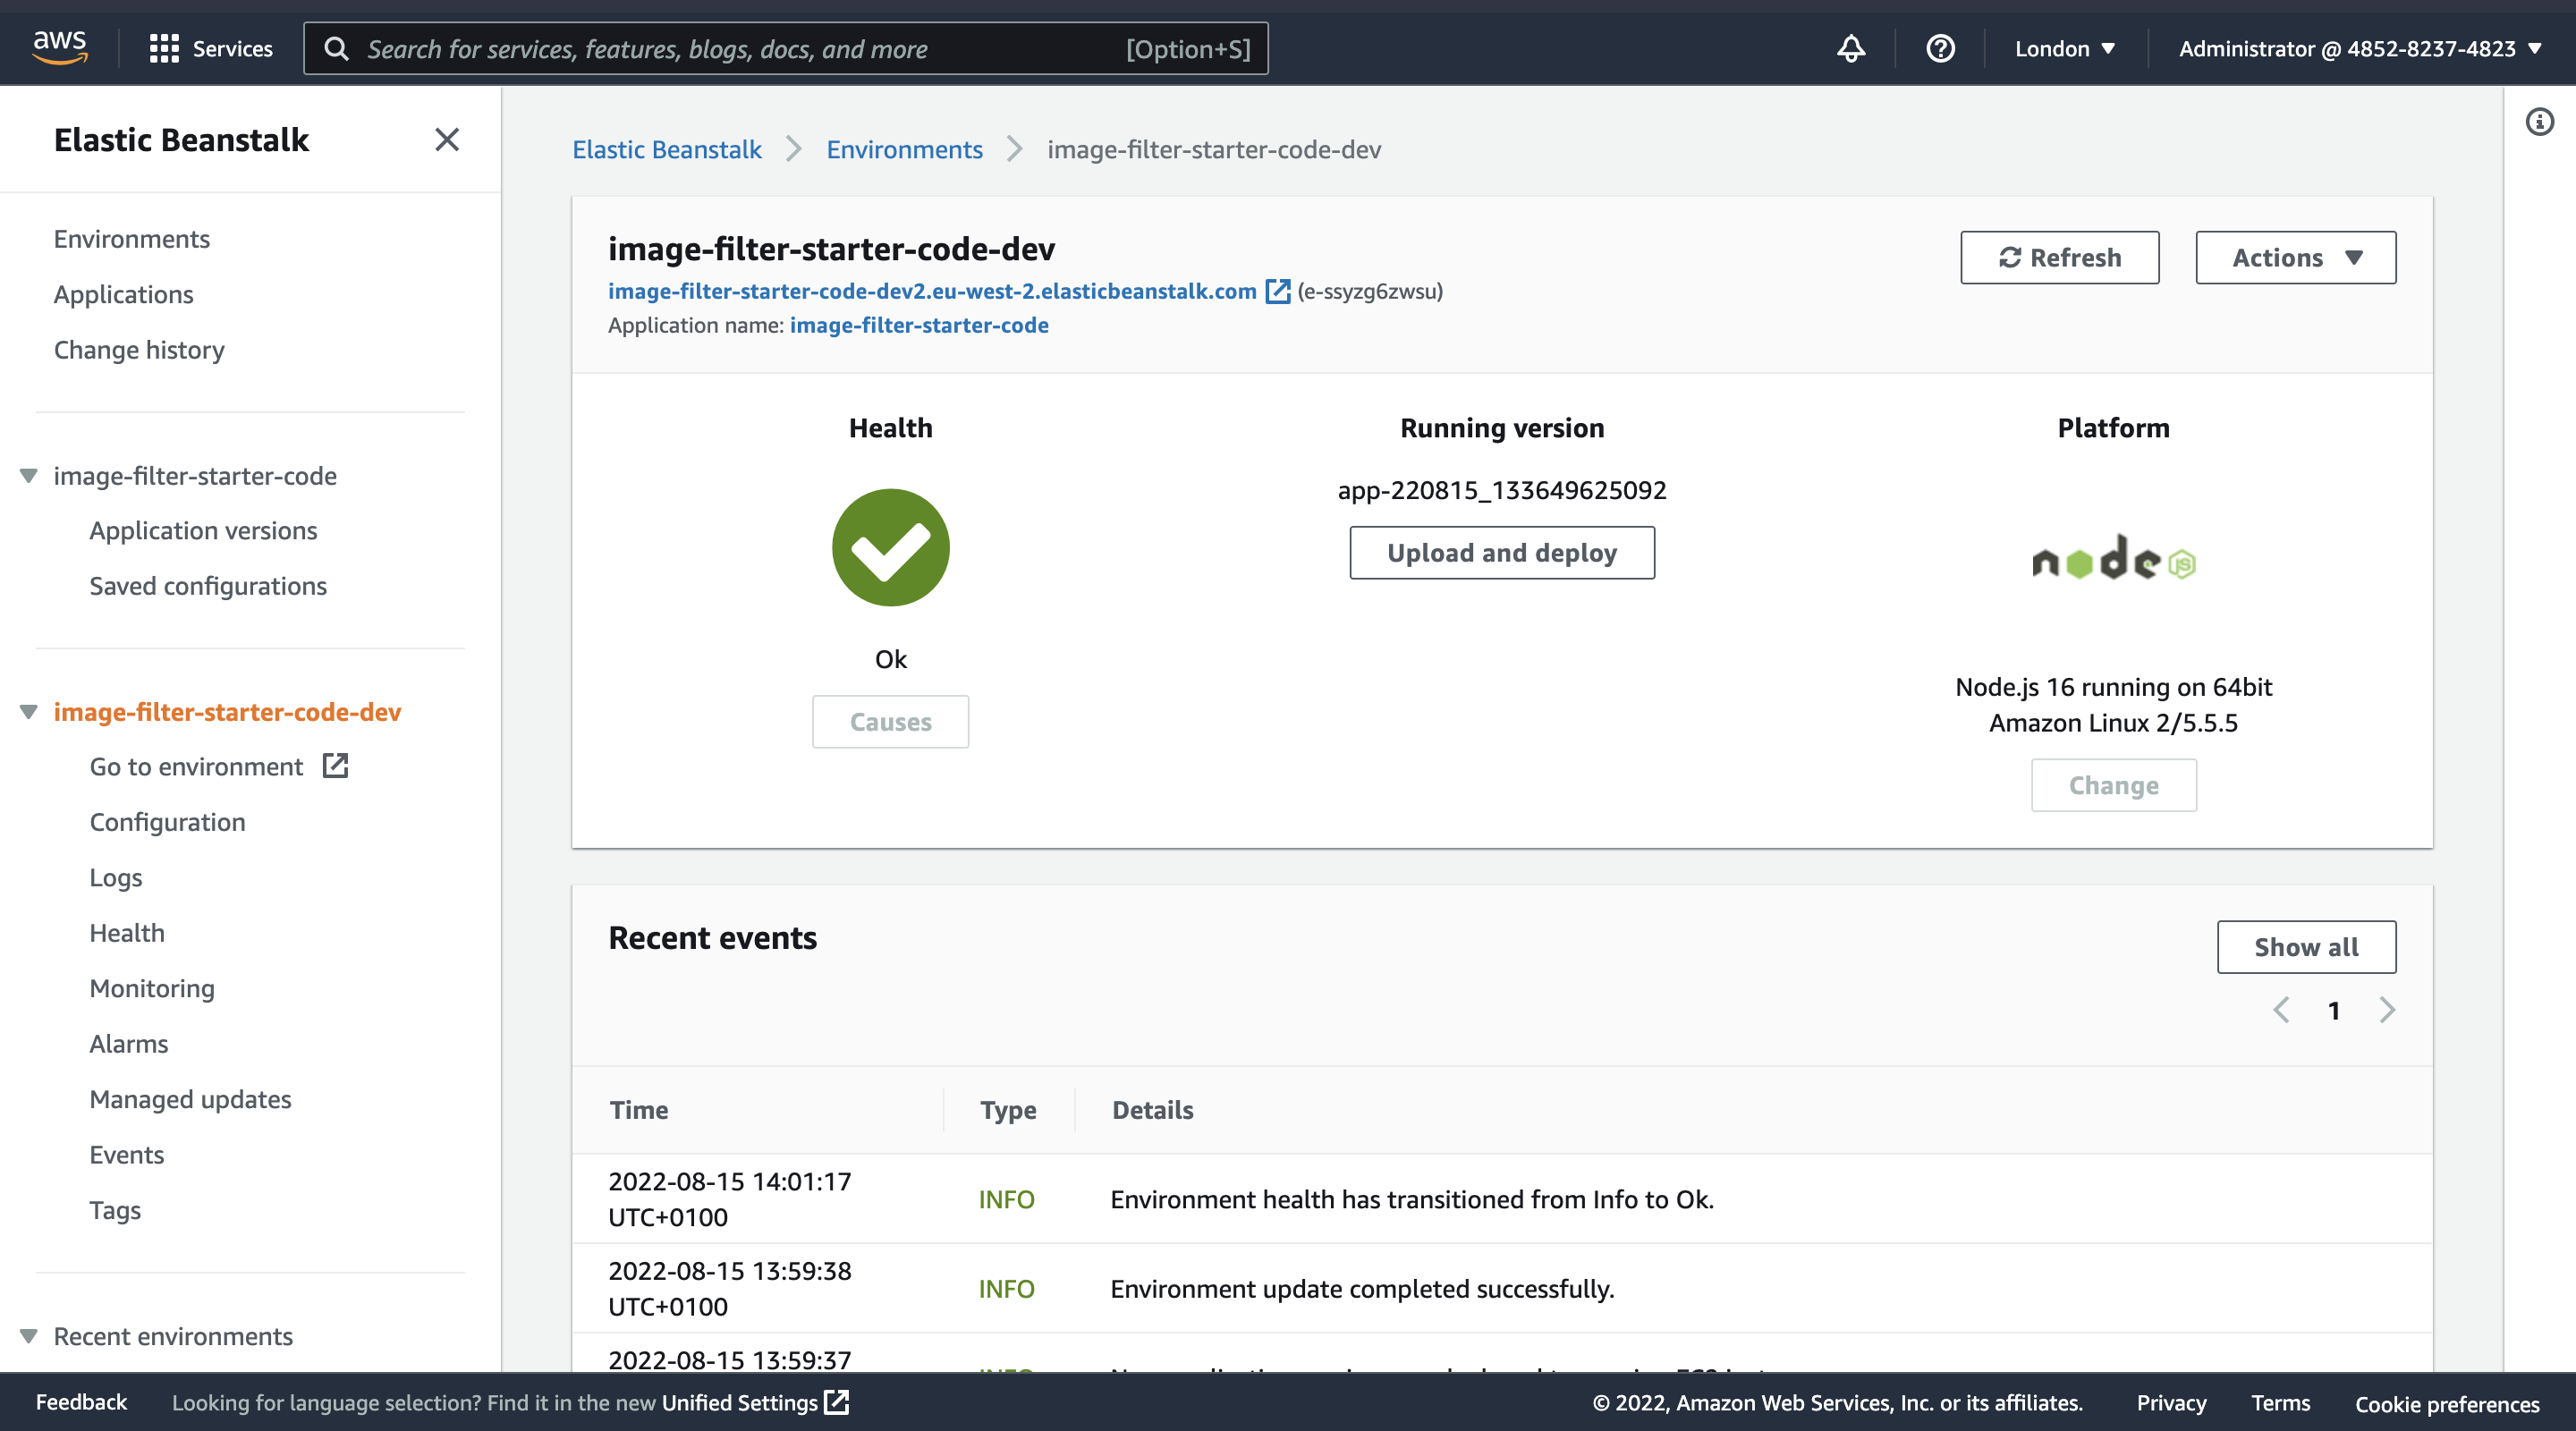 aws
Services
Search for services, features, blogs, docs, and more
[Option+S]
London
Administrator @ 4852-8237-4823
Elastic Beanstalk
Environments
Applications
Change history
image-filter-starter-code
Application versions
Saved configurations
image-filter-starter-code-dev
Go to environment
Configuration
Logs
Health
Monitoring
Alarms
Managed updates
Events
Tags
Recent environments
Elastic Beanstalk
Environments
image-filter-starter-code-dev
image-filter-starter-code-dev
image-filter-starter-code-dev2.eu-west-2.elasticbeanstalk.com (e-ssyzg6zwsu)
Application name: image-filter-starter-code
Refresh
Actions
Health
Ok
Causes
Running version
app-220815_133649625092
Upload and deploy
Platform
node JS
Node.js 16 running on 64bit
Amazon Linux 2/5.5.5
Change
Recent events
Show all
1
Time Type Details
2022-08-15 14:01:17
UTC+0100
INFO
Environment health has transitioned from Info to Ok.
2022-08-15 13:59:38
UTC+0100
INFO
Environment update completed successfully.
2022-08-15 13:59:37
Feedback
Looking for language selection? Find it in the new Unified Settings
© 2022, Amazon Web Services, Inc. or its affiliates.
Privacy
Terms
Cookie preferences